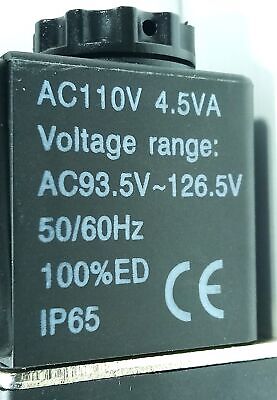 AC110V 4.5VA
Voltage range:
AC93.5V~126.5V
50/60Hz
100%ED
IP65
CE